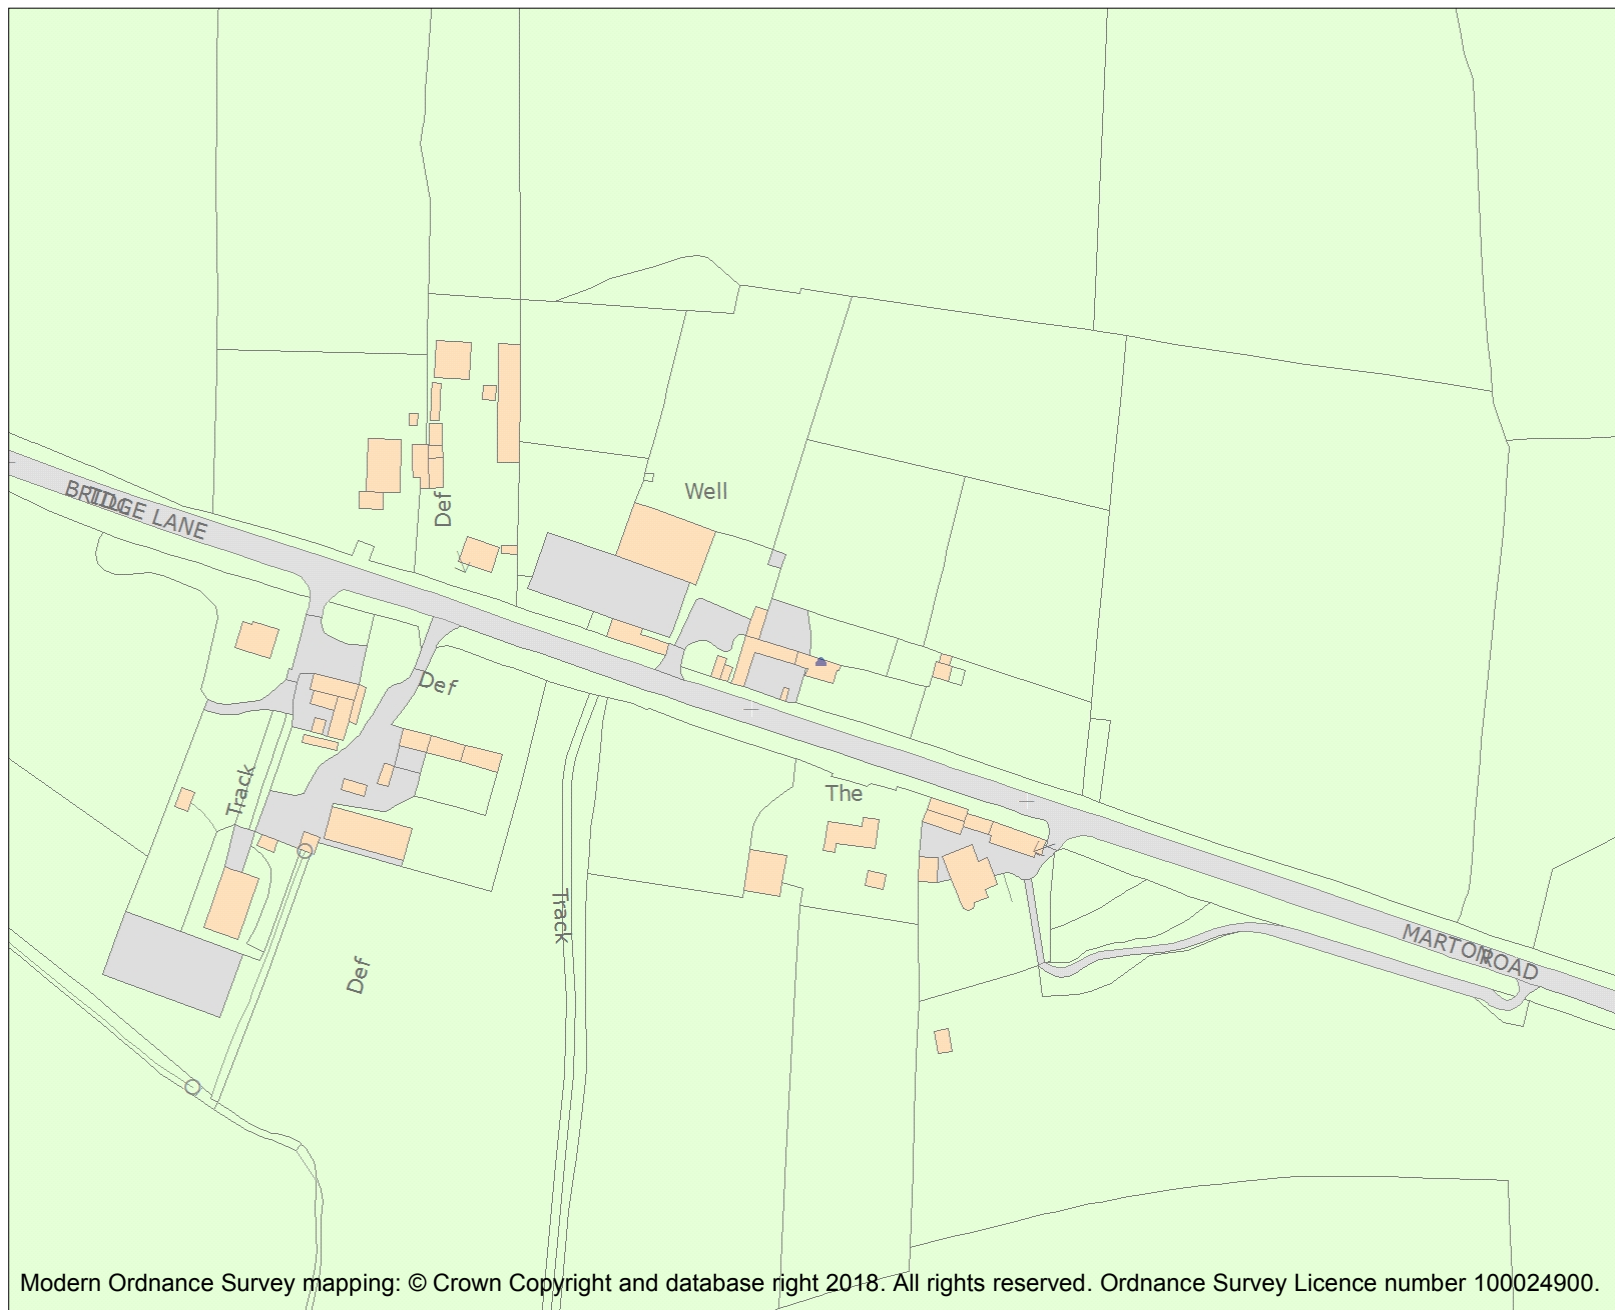 Well
BRIDGE LANE
Def
Def
Track
The
Track
MARTON ROAD
Def
Modern Ordnance Survey mapping: © Crown Copyright and database right 2018. All rights reserved. Ordnance Survey Licence number 100024900.